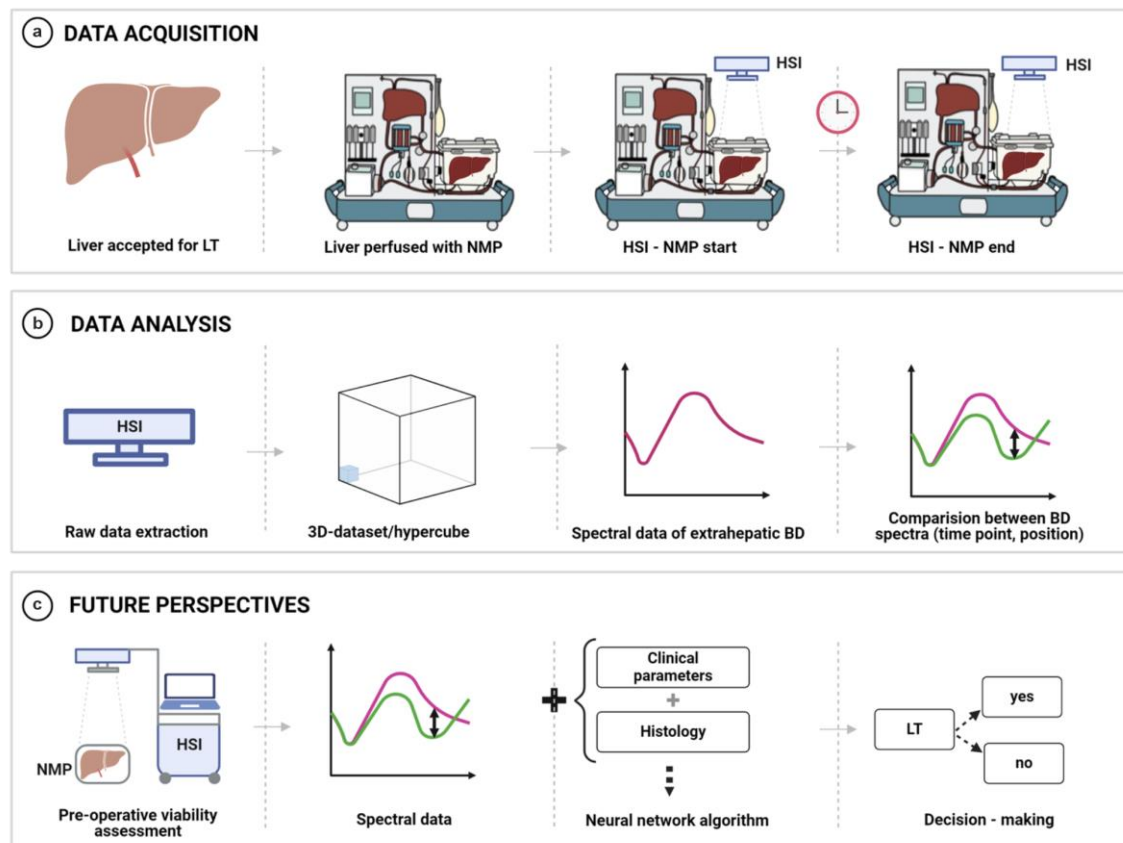 a DATA ACQUISITION
HSI
HSI
Liver accepted for LT
Liver perfused with NMP
HSI - NMP start
HSI - NMP end
b DATA ANALYSIS
HSI
Raw data extraction
3D-dataset/hypercube
Spectral data of extrahepatic BD
Comparision between BD
spectra (time point, position)
c FUTURE PERSPECTIVES
NMP
HSI
Pre-operative viability
assessment
Spectral data
+
Clinical
parameters
+
Histology
Neural network algorithm
LT
yes
no
Decision - making